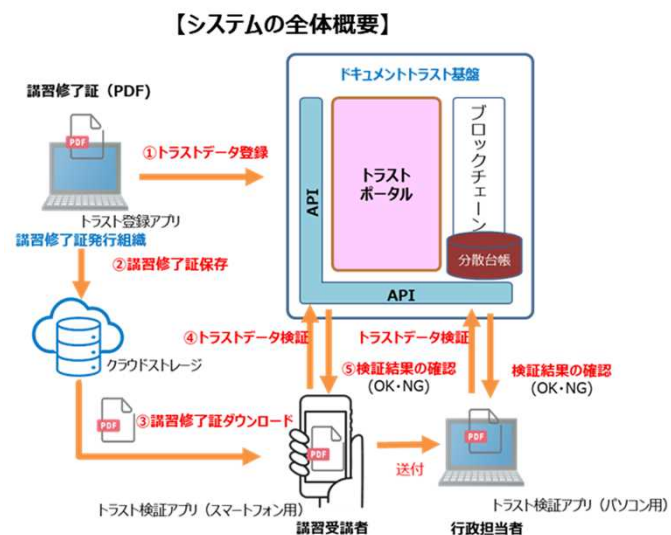 【システムの全体概要】
ドキュメントトラスト基盤
講習修了証（PDF)
PDF
①トラストデータ登録
トラスト登録アプリ
講習修了証発行組織
API
トラスト
ポータル
ブロックチェーン
分散台帳
API
②講習修了証保存
クラウドストレージ
④トラストデータ検証
トラストデータ検証
⑤検証結果の確認
(OK・NG)
検証結果の確認
(OK・NG)
③講習修了証ダウンロード
PDF
PDF
PDF
送付
トラスト検証アプリ（スマートフォン用）
トラスト検証アプリ（パソコン用）
講習受講者
行政担当者